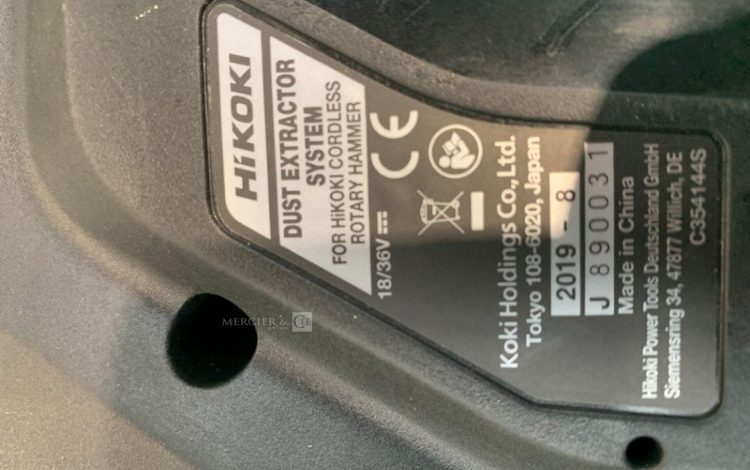 HiKOKI
DUST EXTRACTOR
SYSTEM
FOR HiKOKI CORDLESS
ROTARY HAMMER
18/36V
CE
Koki Holdings Co., Ltd.
Tokyo 108-6020, Japan
2019 - 8
J 890031
Made in China
Hikoki Power Tools Deutschland GmbH
Siemensring 34, 47877 Willich, DE
C354144S
MERCIER & CIE